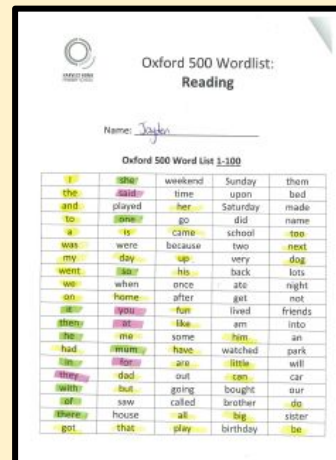 Oxford 500 Wordlist:
Reading
Name: Jayden
Oxford 500 Word List 1-100
I she weekend Sunday them
the said time upon bed
and played her Saturday made
to one go did name
a is came school too
was were because two next
my day up very dog
went so his back lots
we when once ate night
on home after get not
it you fun lived friends
then at like am into
he me some him an
had mum have watched park
in for are little will
they dad out can car
with but going bought our
of saw called brother do
there house all big sister
got that play birthday be